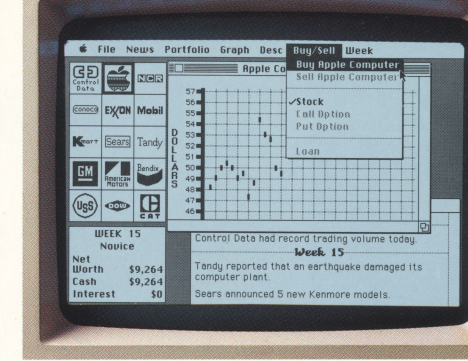 File News Portfolio Graph Desc Buy/Sell Week
Buy Apple Computer
Sell Apple Computer
✓Stock
Call Option
Put Option
Loan
Control Data
NCR
conoco
EXXON
Mobil
Kmart
Sears
Tandy
GM
American Motors
Bendix
USS
DOW
CAT
Apple Co
DOLLARS
57
56
55
54
53
52
51
50
49
48
47
46
WEEK 15
Novice
Net
Worth $9,264
Cash $9,264
Interest $0
Control Data had record trading volume today.
Week 15
Tandy reported that an earthquake damaged its
computer plant.
Sears announced 5 new Kenmore models.